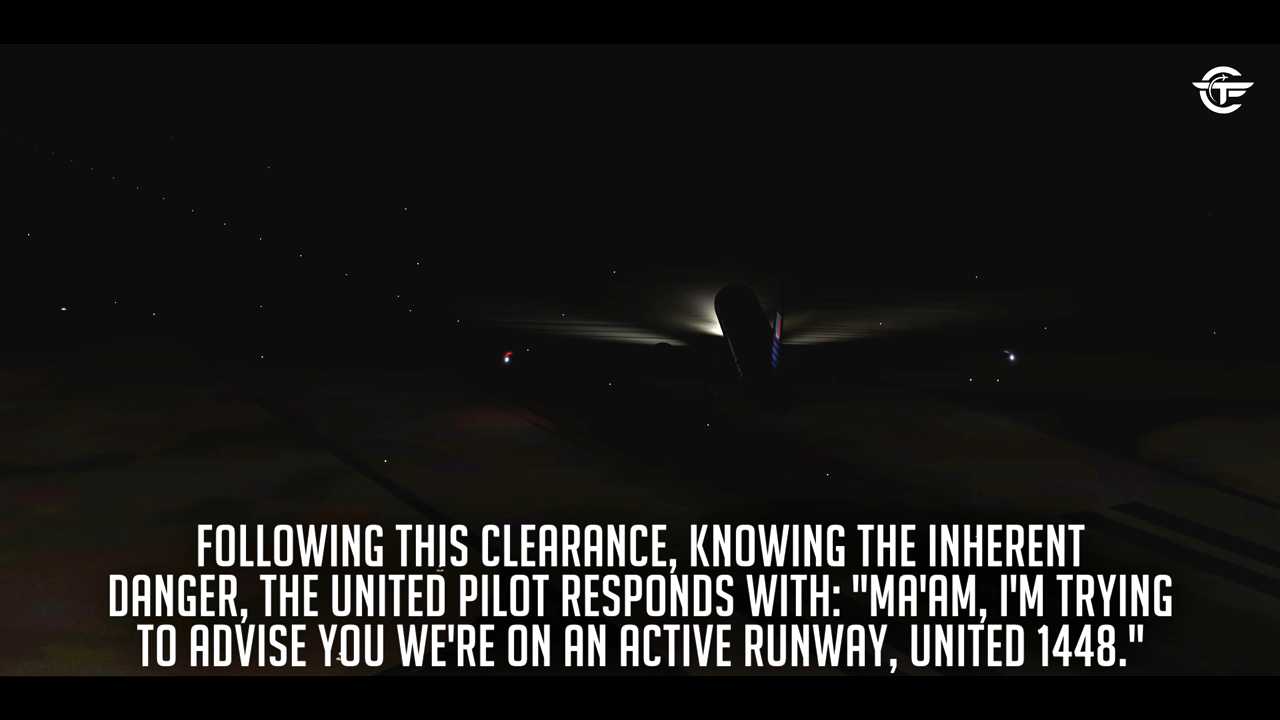 FOLLOWING THIS CLEARANCE, KNOWING THE INHERENT
DANGER, THE UNITED PILOT RESPONDS WITH: "MA'AM, I'M TRYING
TO ADVISE YOU WE'RE ON AN ACTIVE RUNWAY, UNITED 1448."